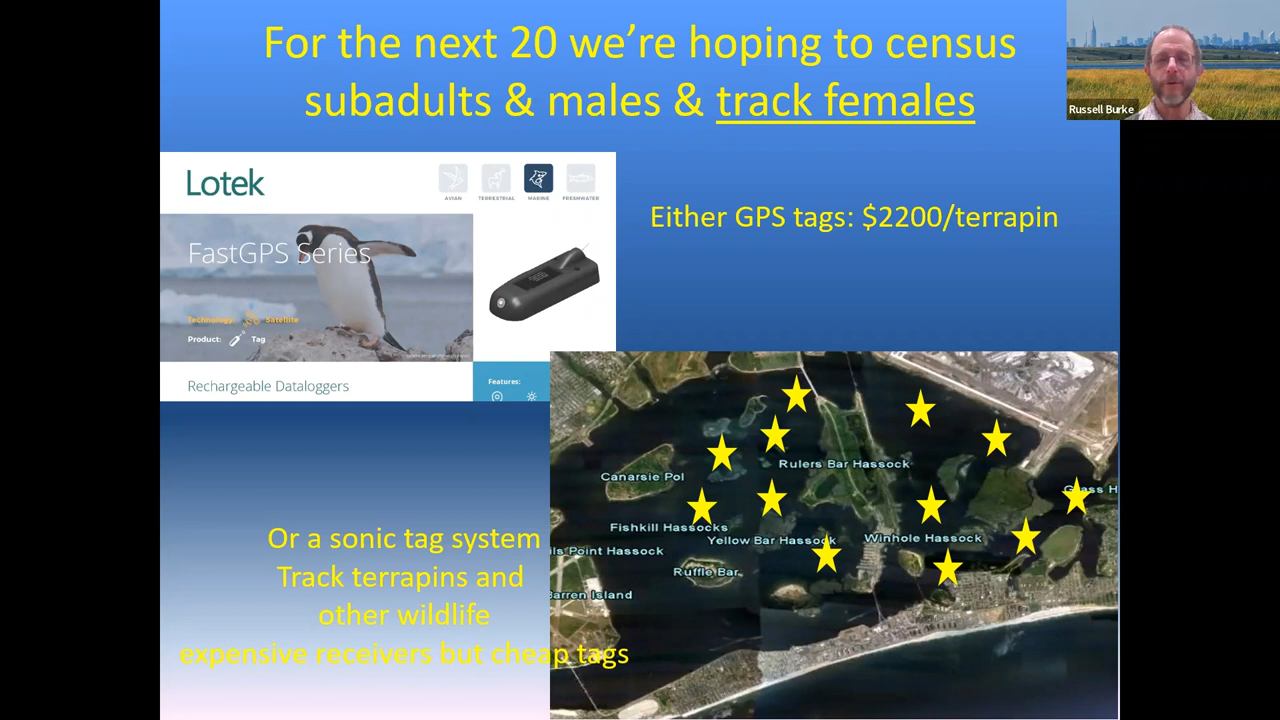 For the next 20 we're hoping to census
subadults & males & track females
Russell Burke
Lotek
AVIAN
TERRESTRIAL
MARINE
FRESHWATER
FastGPS Series
Technology:
Satellite
Product:
Tag
Rechargeable Dataloggers
Features:
Either GPS tags: $2200/terrapin
Or a sonic tag system
Track terrapins and
other wildlife
expensive receivers but cheap tags
Rulers Bar Hassock
Canarsie Pol
Fishkill Hassocks
Yellow Bar Hassock
Winhole Hassock
ils Point Hassock
Ruffle Bar
Barren Island